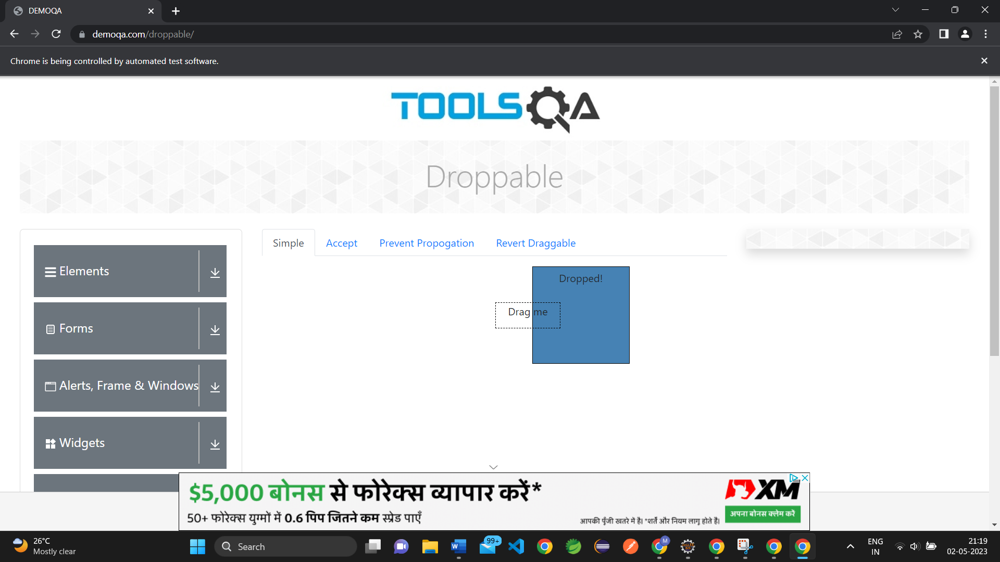 DEMOQA
demoqa.com/droppable/
Chrome is being controlled by automated test software.
TOOLSQA
Droppable
Simple Accept Prevent Propogation Revert Draggable
Elements
Forms
Alerts, Frame & Windows
Widgets
Dropped!
Drag me
$5,000 बोनस से फोरेक्स व्यापार करें*
50+ फोरेक्स युग्मों में 0.6 पिप जितने कम स्प्रेड पाएँ
आपकी पूँजी खतरे में है। *शर्तें और नियम लागू होते हैं।
XM
अपना बोनस क्लेम करें
26°C
Mostly clear
Search
99+
M
ENG
IN
21:19
02-05-2023